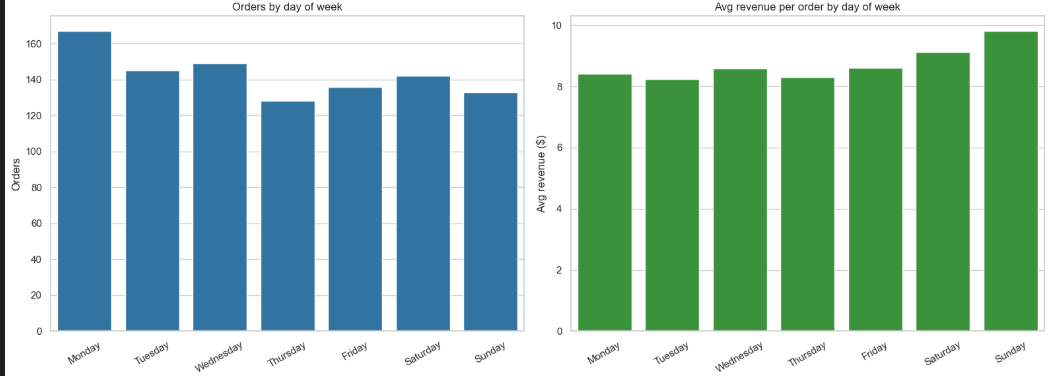 Orders by day of week
160
140
120
100
80
60
40
20
0
Orders
Monday
Tuesday
Wednesday
Thursday
Friday
Saturday
Sunday
Avg revenue per order by day of week
10
8
6
4
2
0
Avg revenue ($)
Monday
Tuesday
Wednesday
Thursday
Friday
Saturday
Sunday